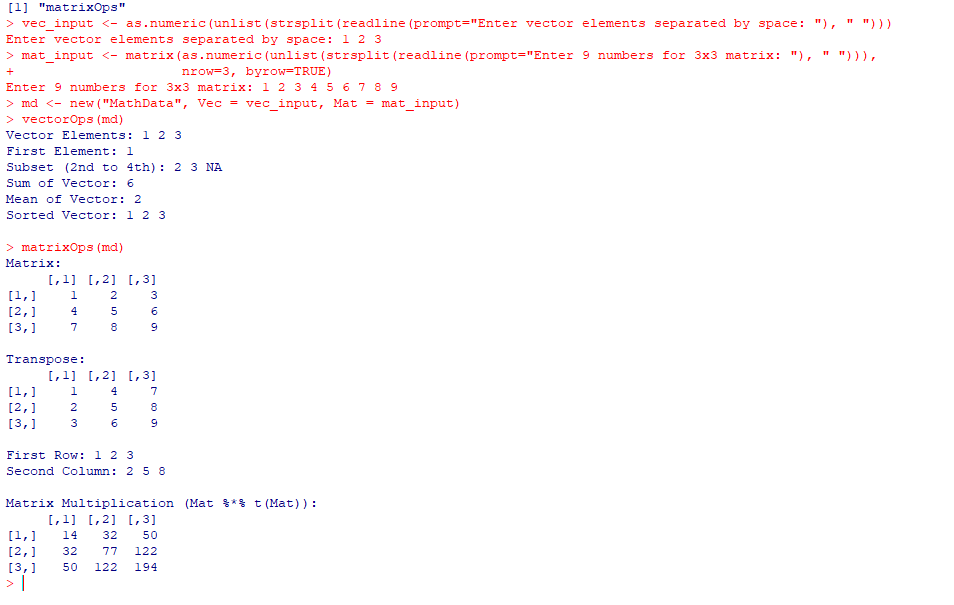 [1] "matrixOps"
> vec_input <- as.numeric(unlist(strsplit(readline(prompt="Enter vector elements separated by space: "), " ")))
Enter vector elements separated by space: 1 2 3
> mat_input <- matrix(as.numeric(unlist(strsplit(readline(prompt="Enter 9 numbers for 3x3 matrix: "), " "))),
+                      nrow=3, byrow=TRUE)
Enter 9 numbers for 3x3 matrix: 1 2 3 4 5 6 7 8 9
> md <- new("MathData", Vec = vec_input, Mat = mat_input)
> vectorOps(md)
Vector Elements: 1 2 3
First Element: 1
Subset (2nd to 4th): 2 3 NA
Sum of Vector: 6
Mean of Vector: 2
Sorted Vector: 1 2 3
> matrixOps(md)
Matrix:
     [,1] [,2] [,3]
[1,]    1    2    3
[2,]    4    5    6
[3,]    7    8    9
Transpose:
     [,1] [,2] [,3]
[1,]    1    4    7
[2,]    2    5    8
[3,]    3    6    9
First Row: 1 2 3
Second Column: 2 5 8
Matrix Multiplication (Mat %*% t(Mat)):
     [,1] [,2] [,3]
[1,]   14   32   50
[2,]   32   77  122
[3,]   50  122  194
>